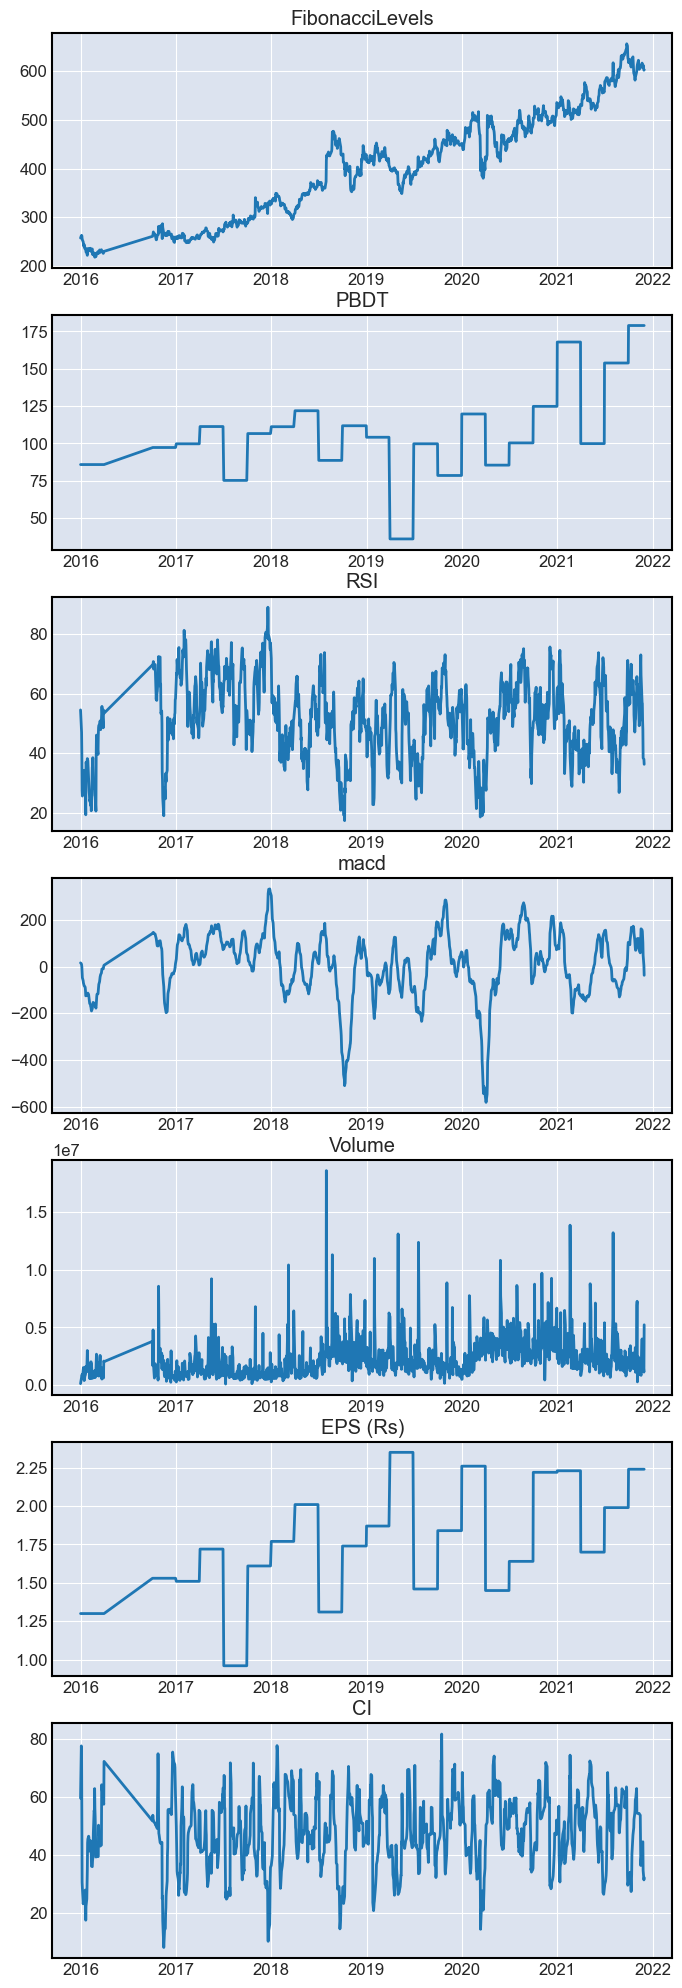 FibonacciLevels
600
500
400
300
200
2016 2017 2018 2019 2020 2021 2022
PBDT
175
150
125
100
75
50
2016 2017 2018 2019 2020 2021 2022
RSI
80
60
40
20
2016 2017 2018 2019 2020 2021 2022
macd
200
0
−200
−400
−600
2016 2017 2018 2019 2020 2021 2022
Volume
1e7
1.5
1.0
0.5
0.0
2016 2017 2018 2019 2020 2021 2022
EPS (Rs)
2.25
2.00
1.75
1.50
1.25
1.00
2016 2017 2018 2019 2020 2021 2022
CI
80
60
40
20
2016 2017 2018 2019 2020 2021 2022